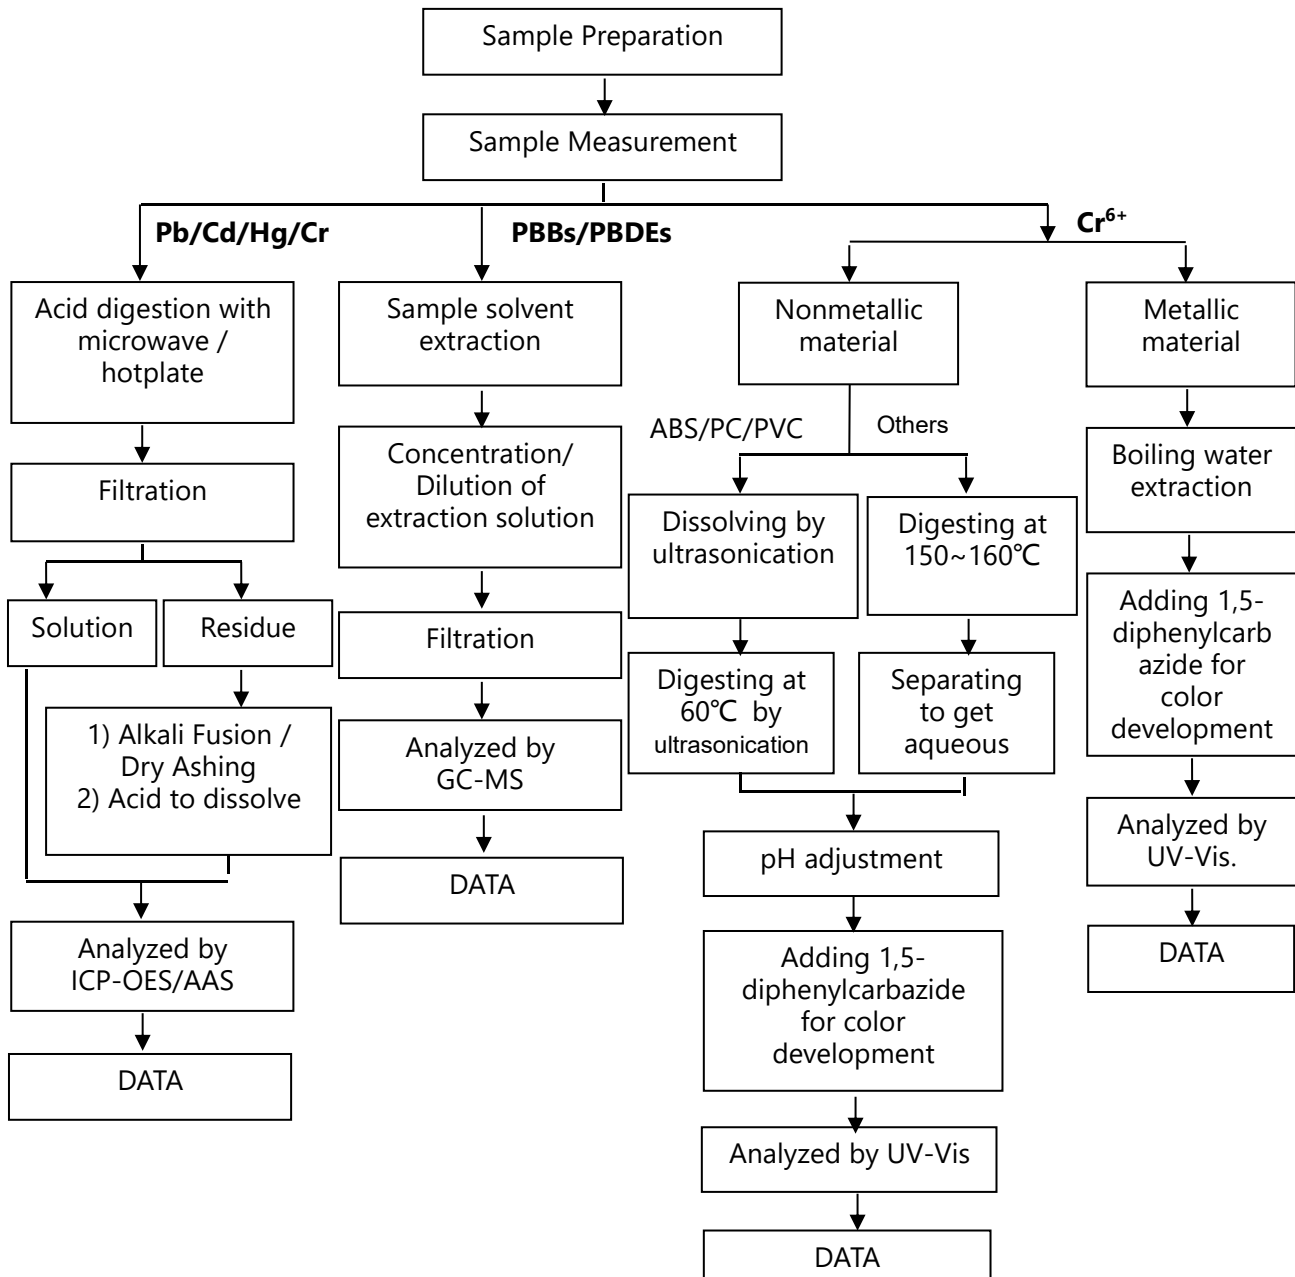 Sample Preparation
Sample Measurement
Pb/Cd/Hg/Cr
PBBs/PBDEs
Cr⁶⁺
Acid digestion with
microwave /
hotplate
Filtration
Solution
Residue
1) Alkali Fusion /
Dry Ashing
2) Acid to dissolve
Analyzed by
ICP-OES/AAS
DATA
Sample solvent
extraction
Concentration/
Dilution of
extraction solution
Filtration
Analyzed by
GC-MS
DATA
Nonmetallic
material
ABS/PC/PVC
Others
Dissolving by
ultrasonication
Digesting at
60℃ by
ultrasonication
Digesting at
150~160℃
Separating
to get
aqueous
pH adjustment
Adding 1,5-
diphenylcarbazide
for color
development
Analyzed by UV-Vis
DATA
Metallic
material
Boiling water
extraction
Adding 1,5-
diphenylcarb
azide for
color
development
Analyzed by
UV-Vis.
DATA